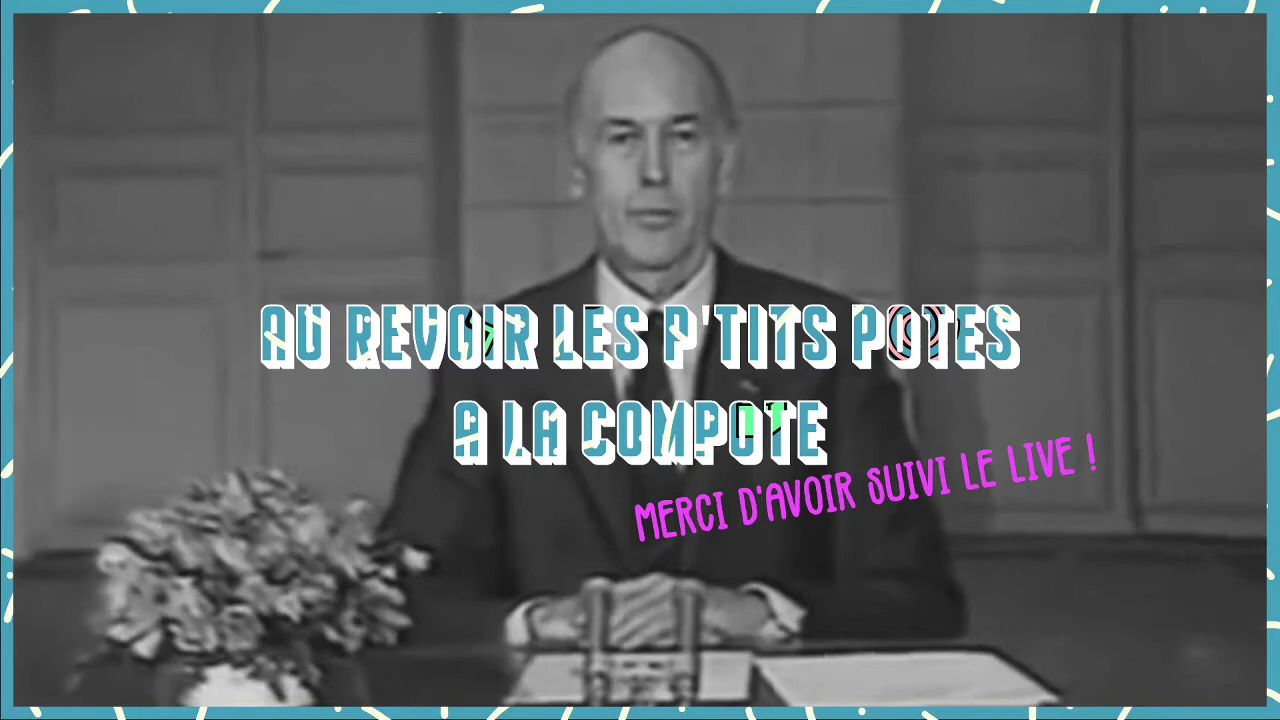 AU REVOIR LES P'TITS POTES
A LA COMPOTE
MERCI D'AVOIR SUIVI LE LIVE !